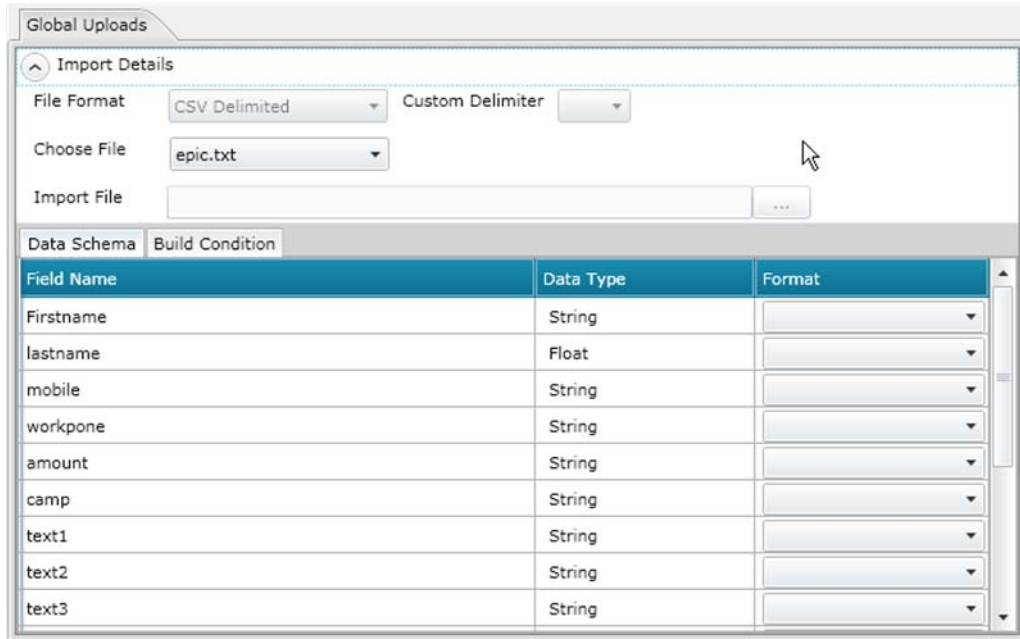 Global Uploads
Import Details
File Format CSV Delimited Custom Delimiter
Choose File epic.txt
Import File ...
Data Schema Build Condition
Field Name Data Type Format
Firstname String
lastname Float
mobile String
workpone String
amount String
camp String
text1 String
text2 String
text3 String